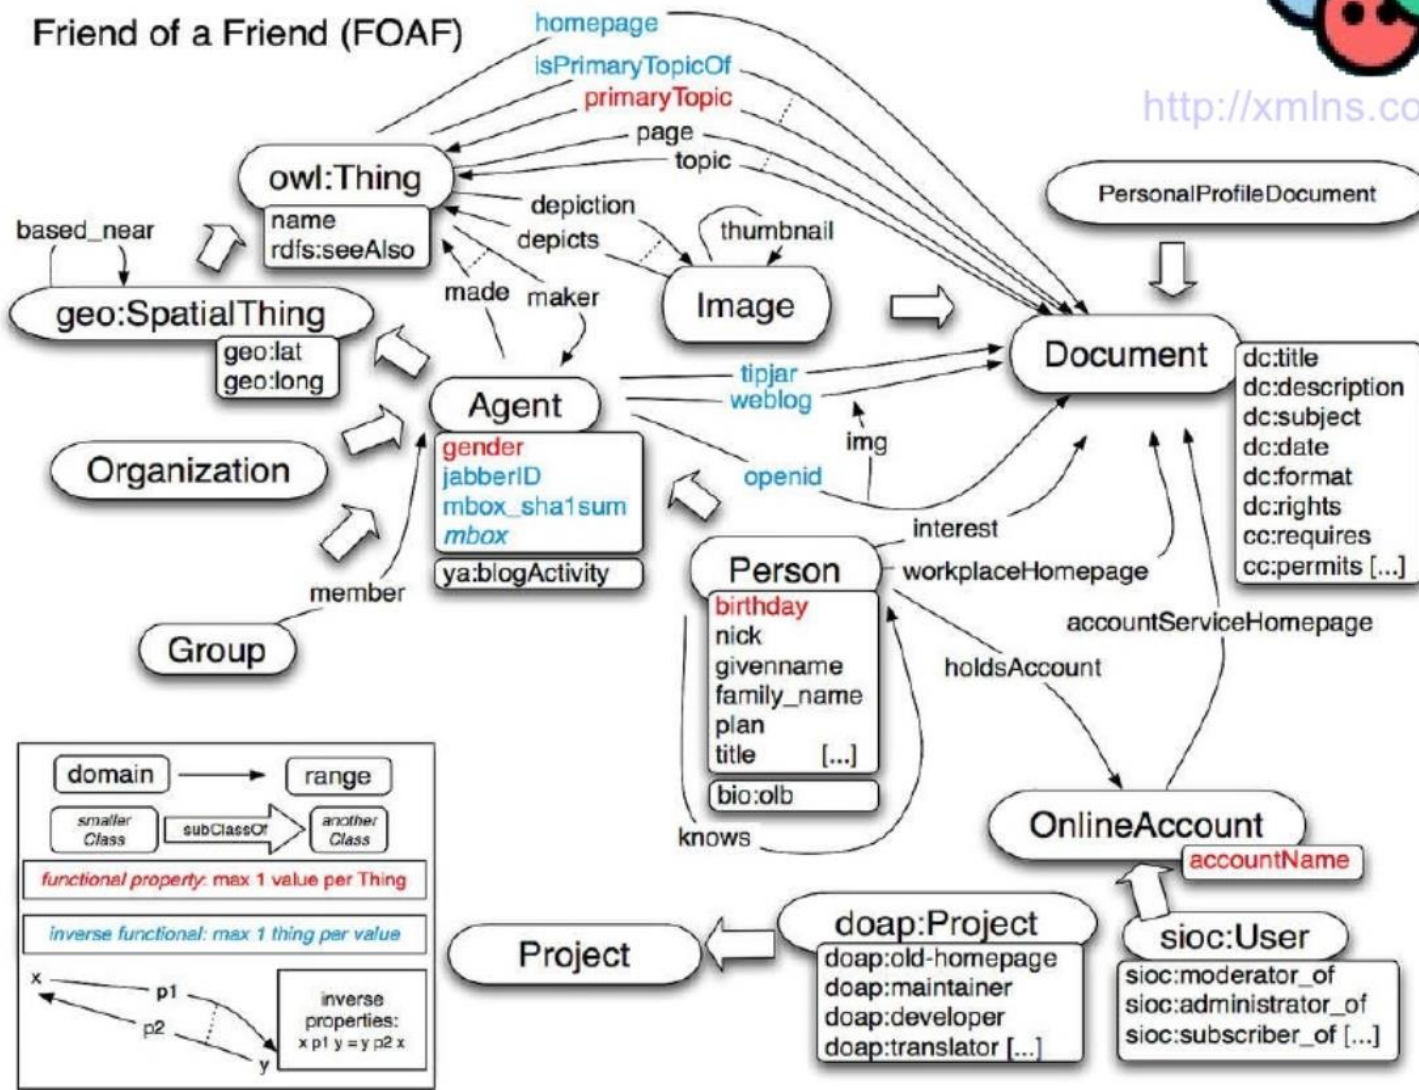 Friend of a Friend (FOAF)
homepage
isPrimaryTopicOf
primaryTopic
page
topic
http://xmlns.co
owl:Thing
name
rdfs:seeAlso
depiction
depicts
thumbnail
PersonalProfileDocument
based_near
made
maker
Image
geo:SpatialThing
geo:lat
geo:long
Document
dc:title
dc:description
dc:subject
dc:date
dc:format
dc:rights
cc:requires
cc:permits [...]
tipjar
weblog
img
openid
Agent
gender
jabberID
mbox_sha1sum
mbox
ya:blogActivity
Organization
member
Group
interest
workplaceHomepage
Person
birthday
nick
givenname
family_name
plan
title [...]
bio:olb
knows
holdsAccount
accountServiceHomepage
OnlineAccount
accountName
domain
range
smaller
Class
subClassOf
another
Class
functional property: max 1 value per Thing
inverse functional: max 1 thing per value
x
p1
p2
y
inverse
properties:
x p1 y = y p2 x
Project
doap:Project
doap:old-homepage
doap:maintainer
doap:developer
doap:translator [...]
sioc:User
sioc:moderator_of
sioc:administrator_of
sioc:subscriber_of [...]